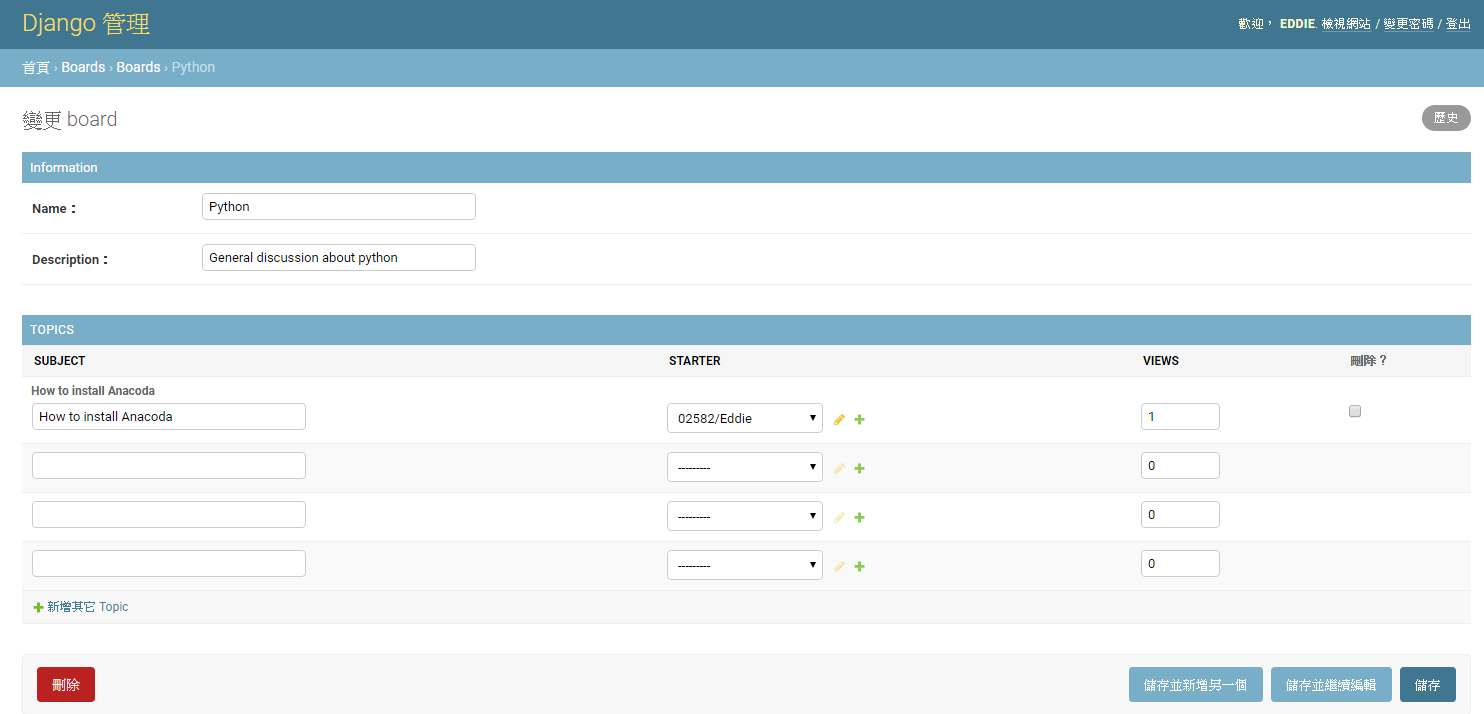 Django 管理
歡迎， EDDIE. 檢視網站 / 變更密碼 / 登出
首頁 › Boards › Boards › Python
變更 board
歷史
Information
Name：
Python
Description：
General discussion about python
TOPICS
SUBJECT STARTER VIEWS 刪除？
How to install Anacoda
How to install Anacoda 02582/Eddie 1
--------- 0
--------- 0
--------- 0
新增其它 Topic
刪除 儲存並新增另一個 儲存並繼續編輯 儲存